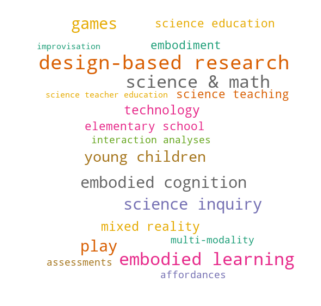 games science education
improvisation embodiment
design-based research
science & math
science teacher education science teaching
technology
elementary school
interaction analyses
young children
embodied cognition
science inquiry
mixed reality
play multi-modality
assessments embodied learning
affordances